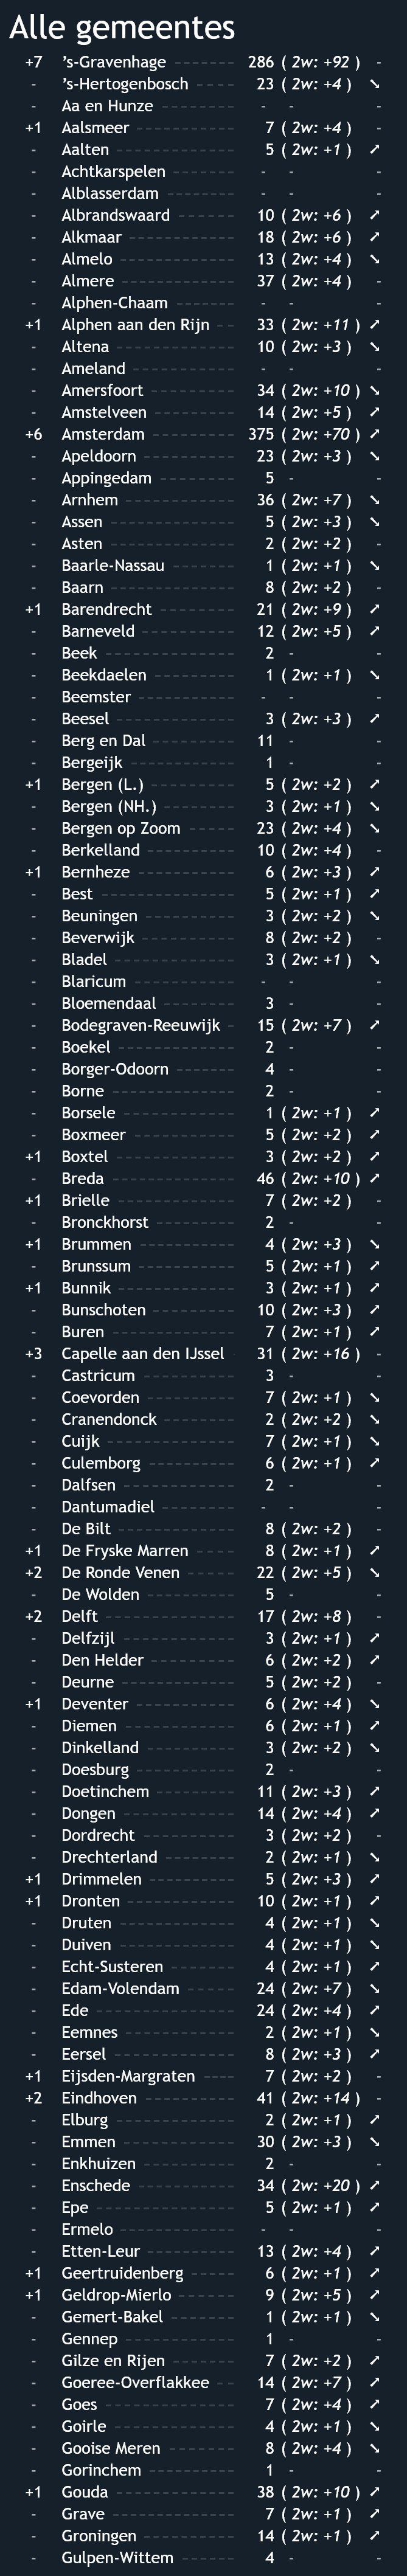 Alle gemeentes
+7 's-Gravenhage 286 ( 2w: +92 ) -
- 's-Hertogenbosch 23 ( 2w: +4 ) ↘
- Aa en Hunze - - -
+1 Aalsmeer 7 ( 2w: +4 ) -
- Aalten 5 ( 2w: +1 ) ↗
- Achtkarspelen - - -
- Alblasserdam - - -
- Albrandswaard 10 ( 2w: +6 ) ↗
- Alkmaar 18 ( 2w: +6 ) ↗
- Almelo 13 ( 2w: +4 ) ↘
- Almere 37 ( 2w: +4 ) -
- Alphen-Chaam - - -
+1 Alphen aan den Rijn 33 ( 2w: +11 ) ↗
- Altena 10 ( 2w: +3 ) ↘
- Ameland - - -
- Amersfoort 34 ( 2w: +10 ) ↘
- Amstelveen 14 ( 2w: +5 ) ↗
+6 Amsterdam 375 ( 2w: +70 ) ↗
- Apeldoorn 23 ( 2w: +3 ) ↘
- Appingedam 5 - -
- Arnhem 36 ( 2w: +7 ) ↘
- Assen 5 ( 2w: +3 ) ↘
- Asten 2 ( 2w: +2 ) -
- Baarle-Nassau 1 ( 2w: +1 ) ↘
- Baarn 8 ( 2w: +2 ) -
+1 Barendrecht 21 ( 2w: +9 ) ↗
- Barneveld 12 ( 2w: +5 ) ↗
- Beek 2 - -
- Beekdaelen 1 ( 2w: +1 ) ↘
- Beemster - - -
- Beesel 3 ( 2w: +3 ) ↗
- Berg en Dal 11 - -
- Bergeijk 1 - -
+1 Bergen (L.) 5 ( 2w: +2 ) ↗
- Bergen (NH.) 3 ( 2w: +1 ) ↘
- Bergen op Zoom 23 ( 2w: +4 ) ↘
- Berkelland 10 ( 2w: +4 ) -
+1 Bernheze 6 ( 2w: +3 ) ↗
- Best 5 ( 2w: +1 ) ↗
- Beuningen 3 ( 2w: +2 ) ↘
- Beverwijk 8 ( 2w: +2 ) -
- Bladel 3 ( 2w: +1 ) ↘
- Blaricum - - -
- Bloemendaal 3 - -
- Bodegraven-Reeuwijk 15 ( 2w: +7 ) ↗
- Boekel 2 - -
- Borger-Odoorn 4 - -
- Borne 2 - -
- Borsele 1 ( 2w: +1 ) ↗
- Boxmeer 5 ( 2w: +2 ) ↗
+1 Boxtel 3 ( 2w: +2 ) ↗
- Breda 46 ( 2w: +10 ) ↗
+1 Brielle 7 ( 2w: +2 ) -
- Bronckhorst 2 - -
+1 Brummen 4 ( 2w: +3 ) ↘
- Brunssum 5 ( 2w: +1 ) ↗
+1 Bunnik 3 ( 2w: +1 ) ↗
- Bunschoten 10 ( 2w: +3 ) ↗
- Buren 7 ( 2w: +1 ) ↗
+3 Capelle aan den IJssel 31 ( 2w: +16 ) -
- Castricum 3 - -
- Coevorden 7 ( 2w: +1 ) ↘
- Cranendonck 2 ( 2w: +2 ) ↘
- Cuijk 7 ( 2w: +1 ) ↘
- Culemborg 6 ( 2w: +1 ) ↗
- Dalfsen 2 - -
- Dantumadiel - - -
- De Bilt 8 ( 2w: +2 ) -
+1 De Fryske Marren 8 ( 2w: +1 ) ↗
+2 De Ronde Venen 22 ( 2w: +5 ) ↘
- De Wolden 5 - -
+2 Delft 17 ( 2w: +8 ) -
- Delfzijl 3 ( 2w: +1 ) ↗
- Den Helder 6 ( 2w: +2 ) ↗
- Deurne 5 ( 2w: +2 ) -
+1 Deventer 6 ( 2w: +4 ) ↘
- Diemen 6 ( 2w: +1 ) ↗
- Dinkelland 3 ( 2w: +2 ) ↘
- Doesburg 2 - -
- Doetinchem 11 ( 2w: +3 ) ↗
- Dongen 14 ( 2w: +4 ) ↗
- Dordrecht 3 ( 2w: +2 ) -
- Drechterland 2 ( 2w: +1 ) ↘
+1 Drimmelen 5 ( 2w: +3 ) ↗
+1 Dronten 10 ( 2w: +1 ) ↗
- Druten 4 ( 2w: +1 ) ↘
- Duiven 4 ( 2w: +1 ) ↘
- Echt-Susteren 4 ( 2w: +1 ) ↗
- Edam-Volendam 24 ( 2w: +7 ) ↘
- Ede 24 ( 2w: +4 ) ↗
- Eemnes 2 ( 2w: +1 ) ↘
- Eersel 8 ( 2w: +3 ) ↗
+1 Eijsden-Margraten 7 ( 2w: +2 ) -
+2 Eindhoven 41 ( 2w: +14 ) -
- Elburg 2 ( 2w: +1 ) ↗
- Emmen 30 ( 2w: +3 ) ↘
- Enkhuizen 2 - -
- Enschede 34 ( 2w: +20 ) ↗
- Epe 5 ( 2w: +1 ) ↗
- Ermelo - - -
- Etten-Leur 13 ( 2w: +4 ) ↗
+1 Geertruidenberg 6 ( 2w: +1 ) ↗
+1 Geldrop-Mierlo 9 ( 2w: +5 ) ↗
- Gemert-Bakel 1 ( 2w: +1 ) ↘
- Gennep 1 - -
- Gilze en Rijen 7 ( 2w: +2 ) ↗
- Goeree-Overflakkee 14 ( 2w: +7 ) ↗
- Goes 7 ( 2w: +4 ) ↗
- Goirle 4 ( 2w: +1 ) ↘
- Gooise Meren 8 ( 2w: +4 ) ↘
- Gorinchem 1 - -
+1 Gouda 38 ( 2w: +10 ) ↗
- Grave 7 ( 2w: +1 ) ↗
- Groningen 14 ( 2w: +1 ) ↗
- Gulpen-Wittem 4 - -